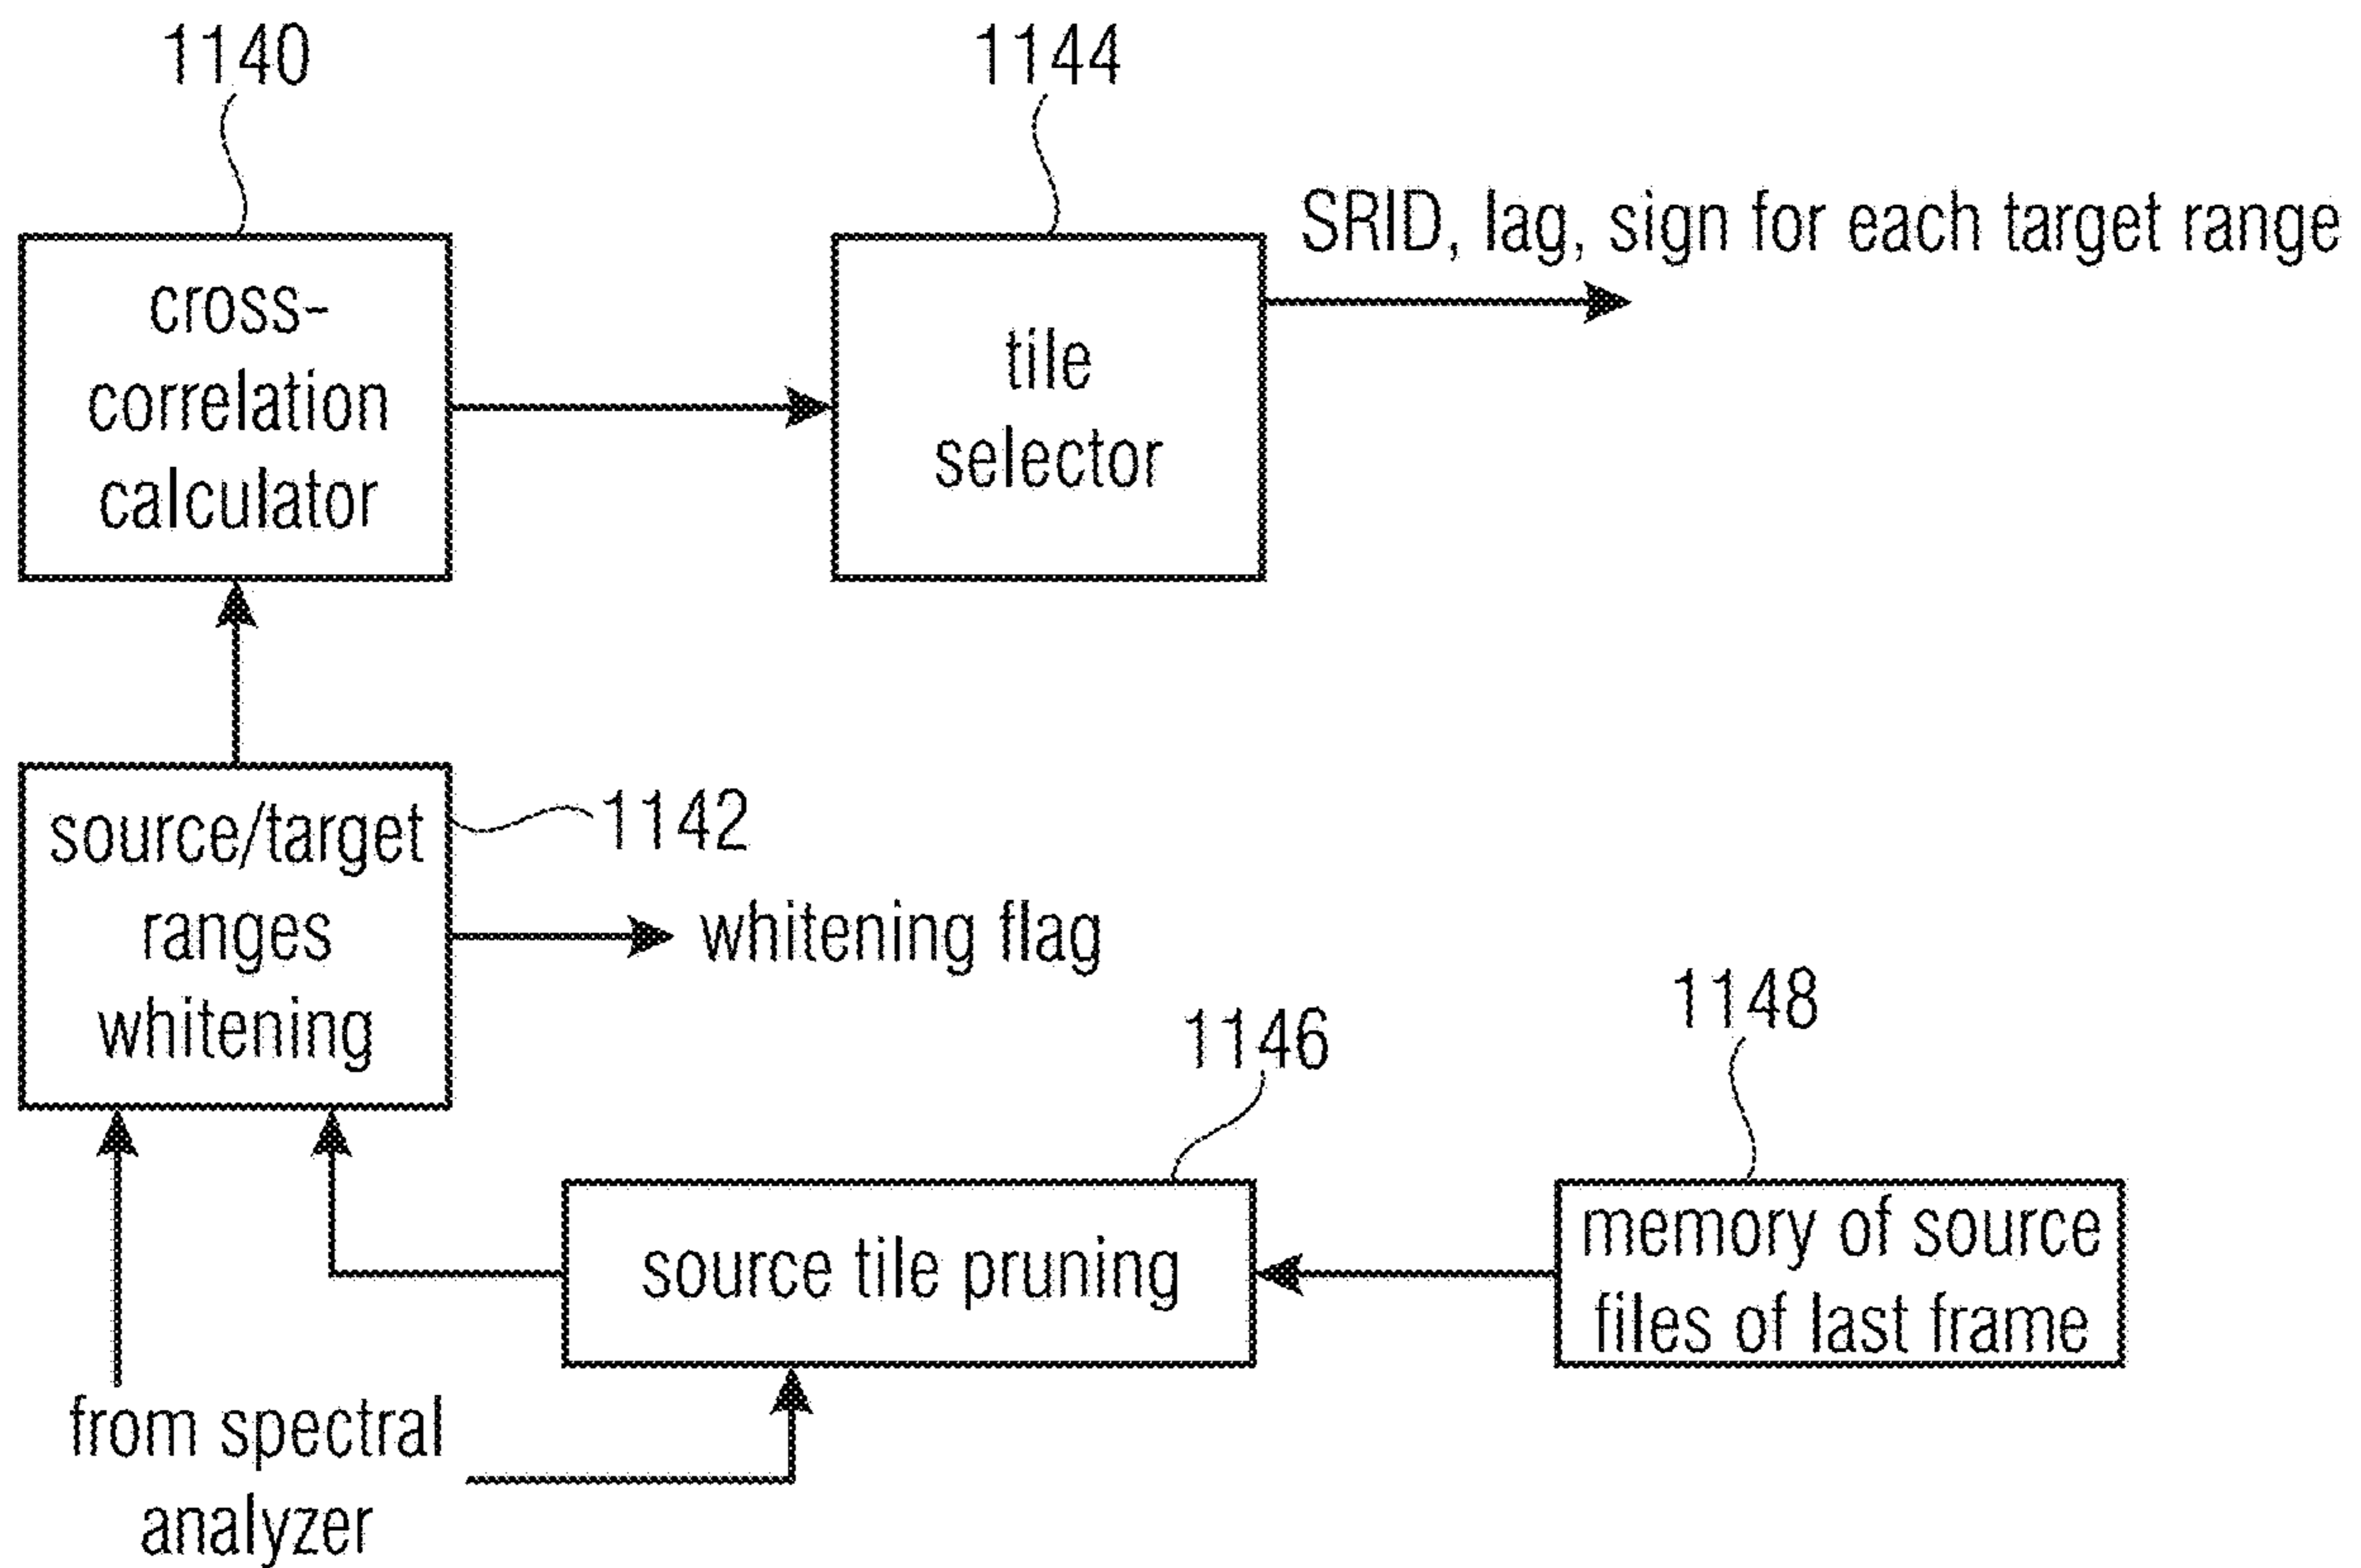 1140
1144
SRID, lag, sign for each target range
cross-
correlation
calculator
tile
selector
source/target
ranges
whitening
1142
whitening flag
1146
1148
source tile pruning
memory of source
files of last frame
from spectral
analyzer